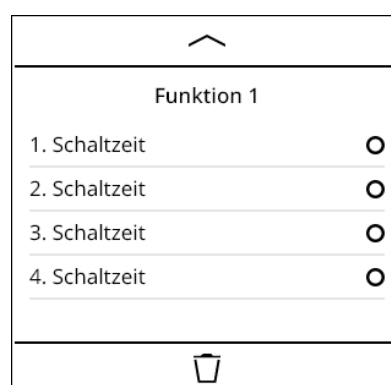 Funktion 1
1. Schaltzeit
2. Schaltzeit
3. Schaltzeit
4. Schaltzeit